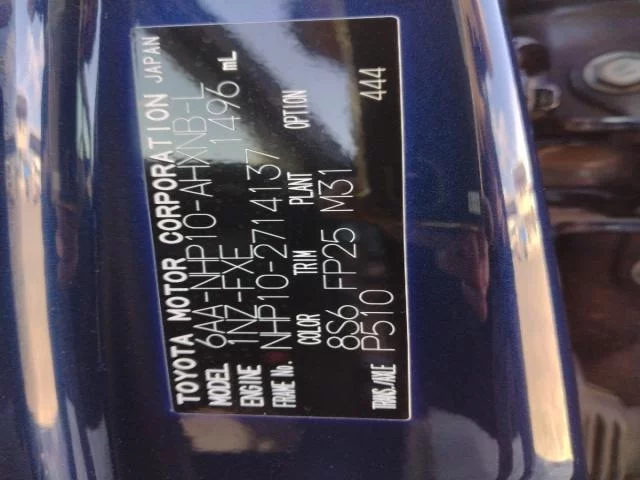 TOYOTA MOTOR CORPORATION JAPAN
MODEL 6AA-NHP10-AHXNB-L
ENGINE 1NZ-FXE 1496 mL
FRAME No. NHP10-2714137
COLOR TRIM PLANT OPTION
8S6 FP25 M31
TRANS./AXLE P510 444